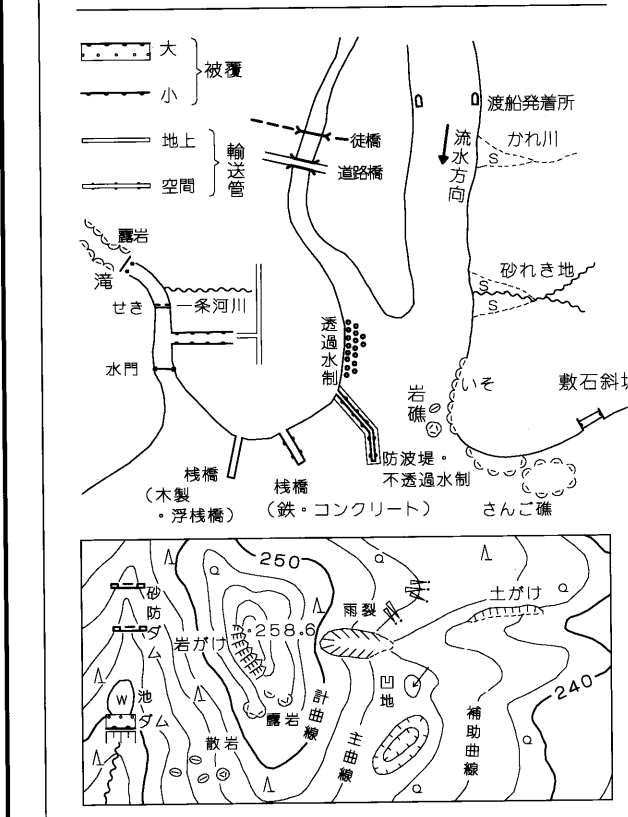 大
小
被覆
地上
空間
輸送管
徒橋
道路橋
渡船発着所
流水方向
かれ川
S
砂れき地
S
S
露岩
滝
せき
一条河川
水門
透過水制
岩礁
いそ
敷石斜
桟橋
（木製
・浮桟橋）
桟橋
（鉄・コンクリート）
防波堤・
不透過水制
さんご礁
250
砂防ダム
岩がけ
・258.6
雨裂
土がけ
凹地
240
W
池
ダム
散岩
露岩
計曲線
主曲線
補助曲線